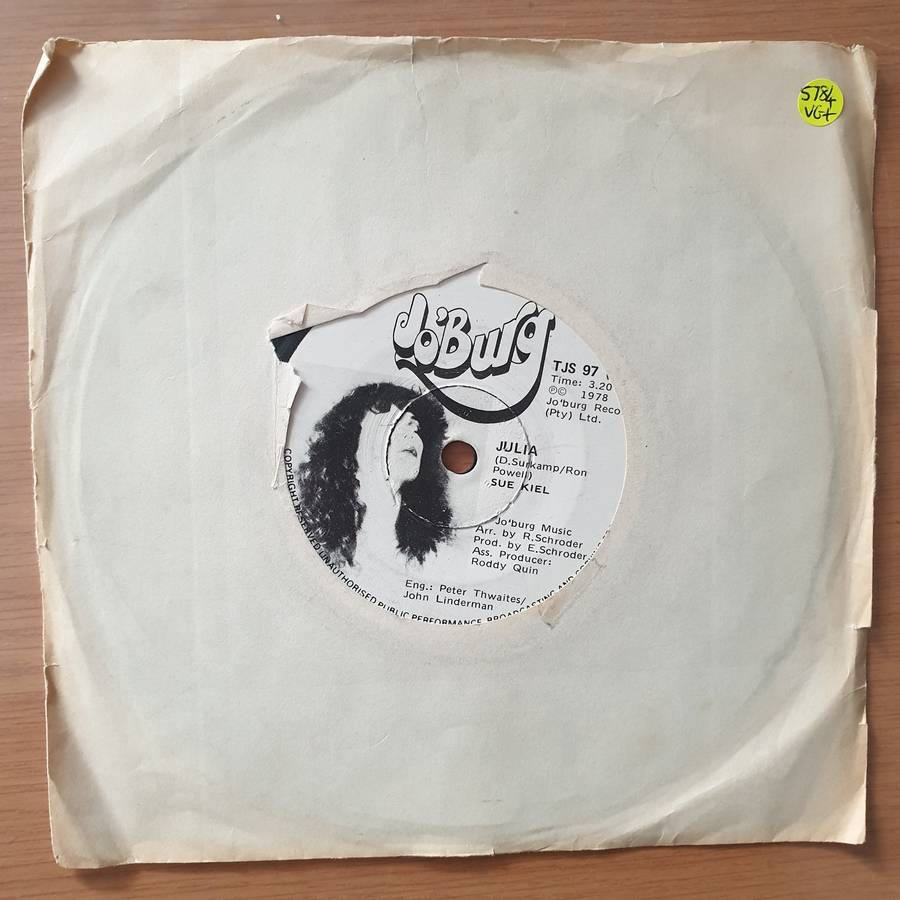 5784
VG+
Jo'Burg
TJS 97
Time: 3.20
℗© 1978
Jo'burg Reco
(Pty) Ltd.
JULIA
(D.Surkamp/Ron
Powell)
SUE KIEL
Jo'burg Music
Arr. by R.Schroder
Prod. by E.Schroder
Ass. Producer:
Roddy Quin
Eng.: Peter Thwaites/
John Linderman
COPYRIGHT RESERVED UNAUTHORISED PUBLIC PERFORMANCE BROADCASTING AND